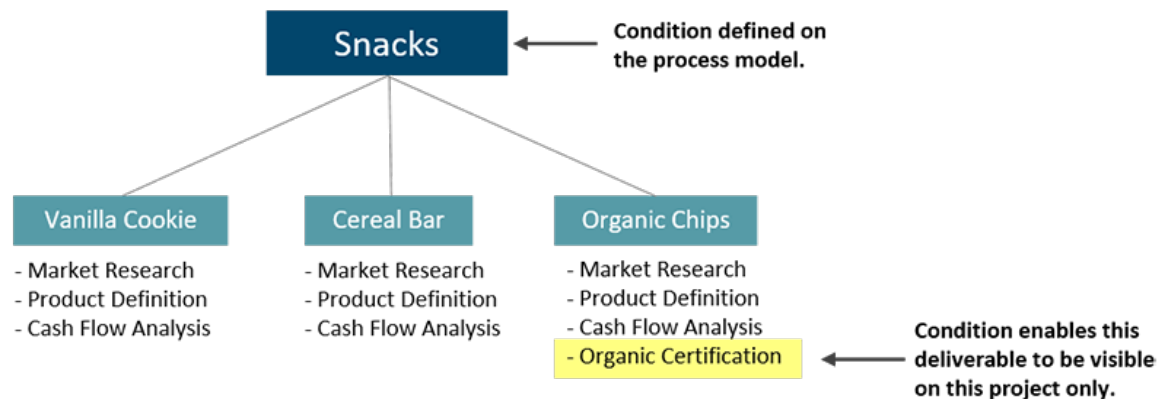 Snacks
Condition defined on
the process model.
Vanilla Cookie
- Market Research
- Product Definition
- Cash Flow Analysis
Cereal Bar
- Market Research
- Product Definition
- Cash Flow Analysis
Organic Chips
- Market Research
- Product Definition
- Cash Flow Analysis
- Organic Certification
Condition enables this
deliverable to be visible
on this project only.